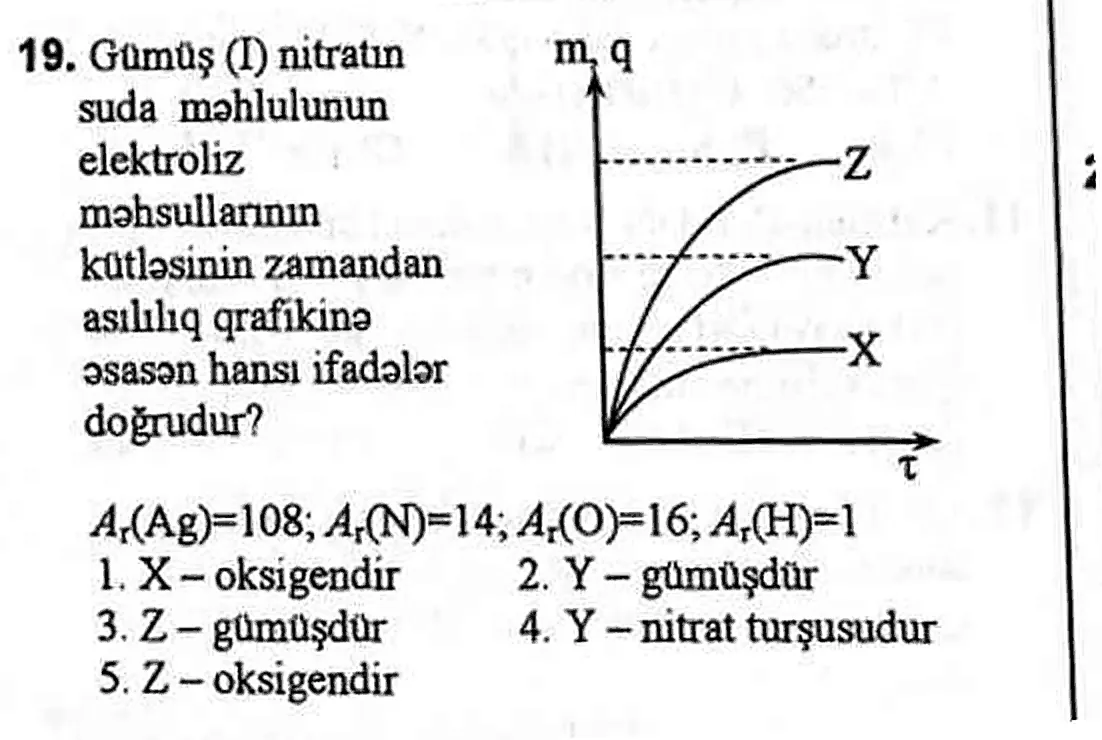 19. Gümüş (I) nitratın
suda məhlulunun
elektroliz
məhsullarının
kütləsinin zamandan
asılılıq qrafikinə
əsasən hansı ifadələr
doğrudur?
m, q
Z
Y
X
τ
Aᵣ(Ag)=108; Aᵣ(N)=14; Aᵣ(O)=16; Aᵣ(H)=1
1. X – oksigendir 2. Y – gümüşdür
3. Z – gümüşdür 4. Y – nitrat turşusudur
5. Z – oksigendir